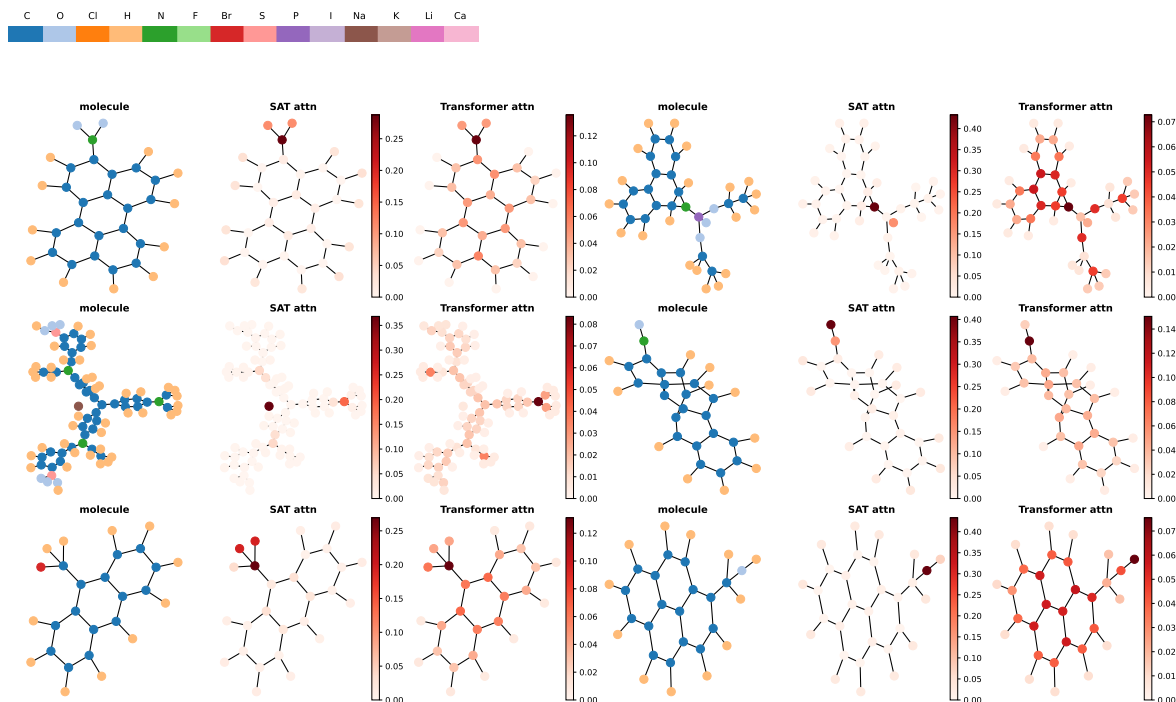 C O Cl H N F Br S P I Na K Li Ca
molecule SAT attn Transformer attn molecule SAT attn Transformer attn
0.25 0.20 0.15 0.10 0.05 0.00
0.12 0.10 0.08 0.06 0.04 0.02 0.00
0.40 0.35 0.30 0.25 0.20 0.15 0.10 0.05 0.00
0.07 0.06 0.05 0.04 0.03 0.02 0.01 0.00
molecule SAT attn Transformer attn molecule SAT attn Transformer attn
0.35 0.30 0.25 0.20 0.15 0.10 0.05 0.00
0.08 0.07 0.06 0.05 0.04 0.03 0.02 0.01 0.00
0.40 0.35 0.30 0.25 0.20 0.15 0.10 0.05 0.00
0.14 0.12 0.10 0.08 0.06 0.04 0.02 0.00
molecule SAT attn Transformer attn molecule SAT attn Transformer attn
0.25 0.20 0.15 0.10 0.05 0.00
0.12 0.10 0.08 0.06 0.04 0.02 0.00
0.40 0.35 0.30 0.25 0.20 0.15 0.10 0.05 0.00
0.07 0.06 0.05 0.04 0.03 0.02 0.01 0.00